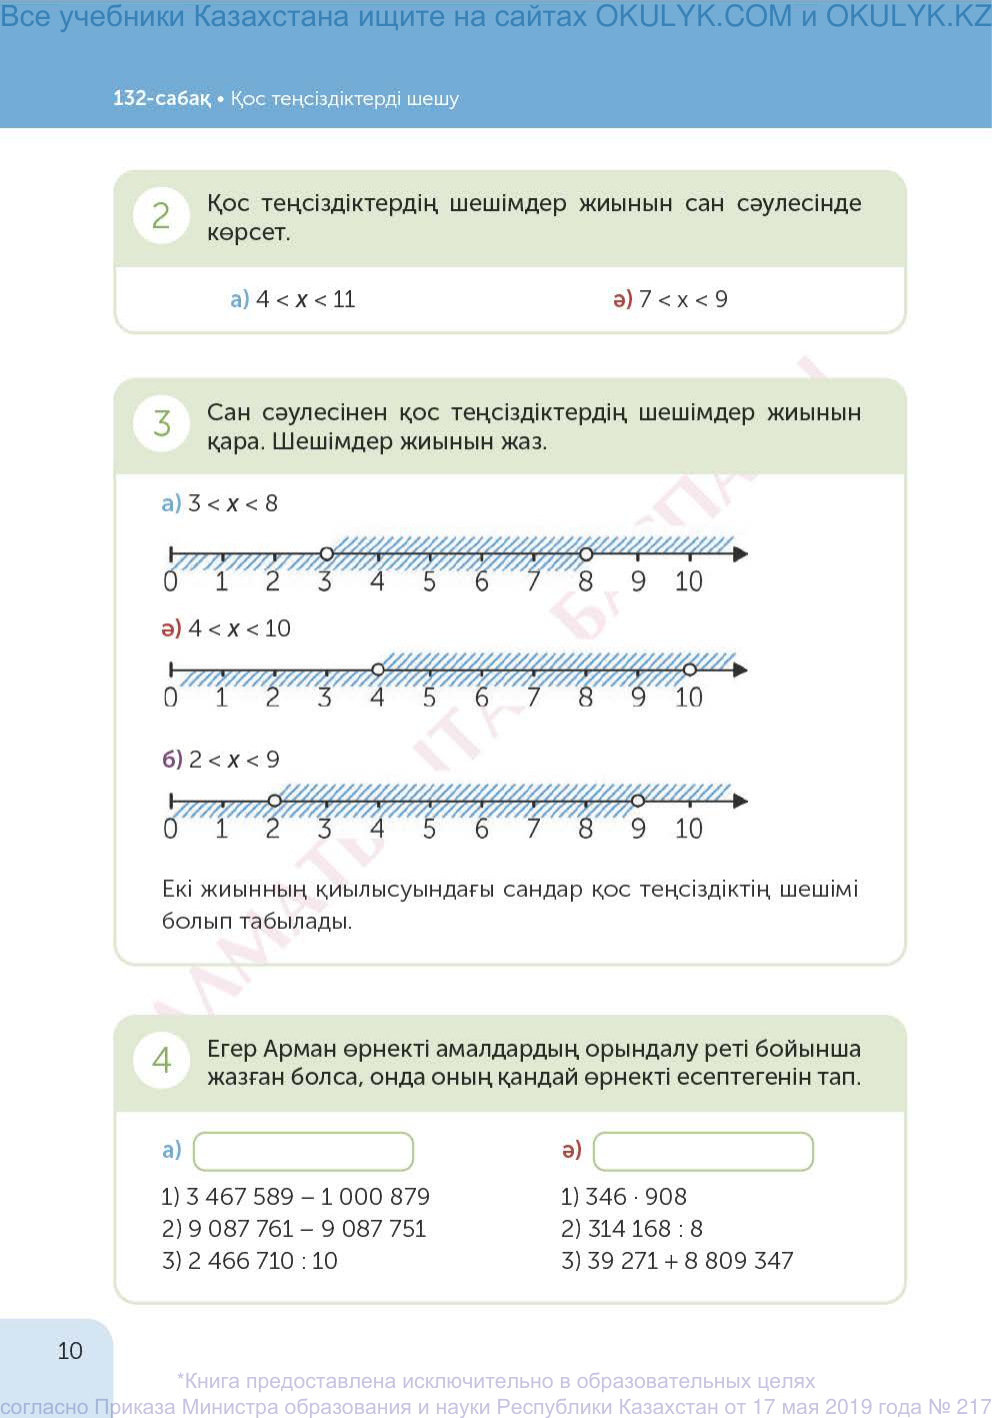 Все учебники Казахстана ищите на сайтах OKULYK.COM и OKULYK.KZ
132-сабақ • Қос теңсіздіктерді шешу
2
Қос теңсіздіктердің шешімдер жиынын сан сәулесінде
көрсет.
а) 4 < x < 11
ә) 7 < x < 9
3
Сан сәулесінен қос теңсіздіктердің шешімдер жиынын
қара. Шешімдер жиынын жаз.
а) 3 < x < 8
0 1 2 3 4 5 6 7 8 9 10
ә) 4 < x < 10
0 1 2 3 4 5 6 7 8 9 10
б) 2 < x < 9
0 1 2 3 4 5 6 7 8 9 10
Екі жиынның қиылысуындағы сандар қос теңсіздіктің шешімі
болып табылады.
4
Егер Арман өрнекті амалдардың орындалу реті бойынша
жазған болса, онда оның қандай өрнекті есептегенін тап.
а)
1) 3 467 589 – 1 000 879
2) 9 087 761 – 9 087 751
3) 2 466 710 : 10
ә)
1) 346 · 908
2) 314 168 : 8
3) 39 271 + 8 809 347
10
*Книга предоставлена исключительно в образовательных целях
согласно Приказа Министра образования и науки Республики Казахстан от 17 мая 2019 года № 217